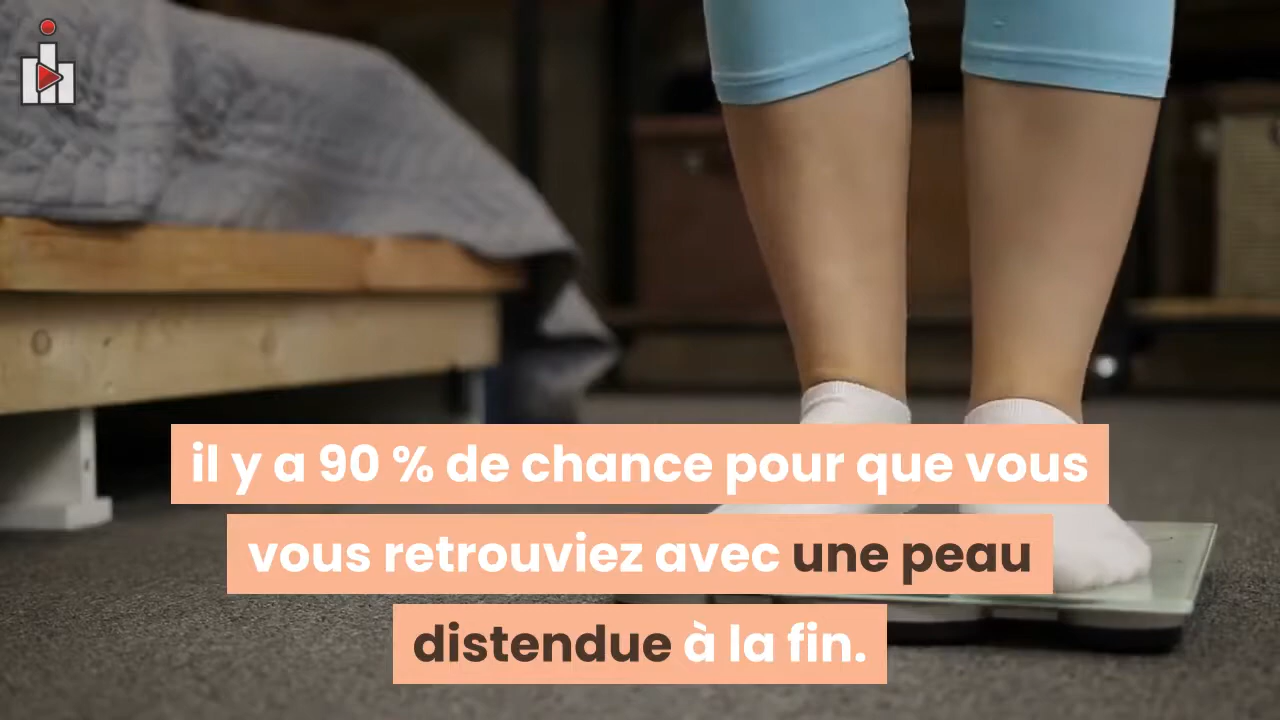 il y a 90 % de chance pour que vous
vous retrouviez avec une peau
distendue à la fin.